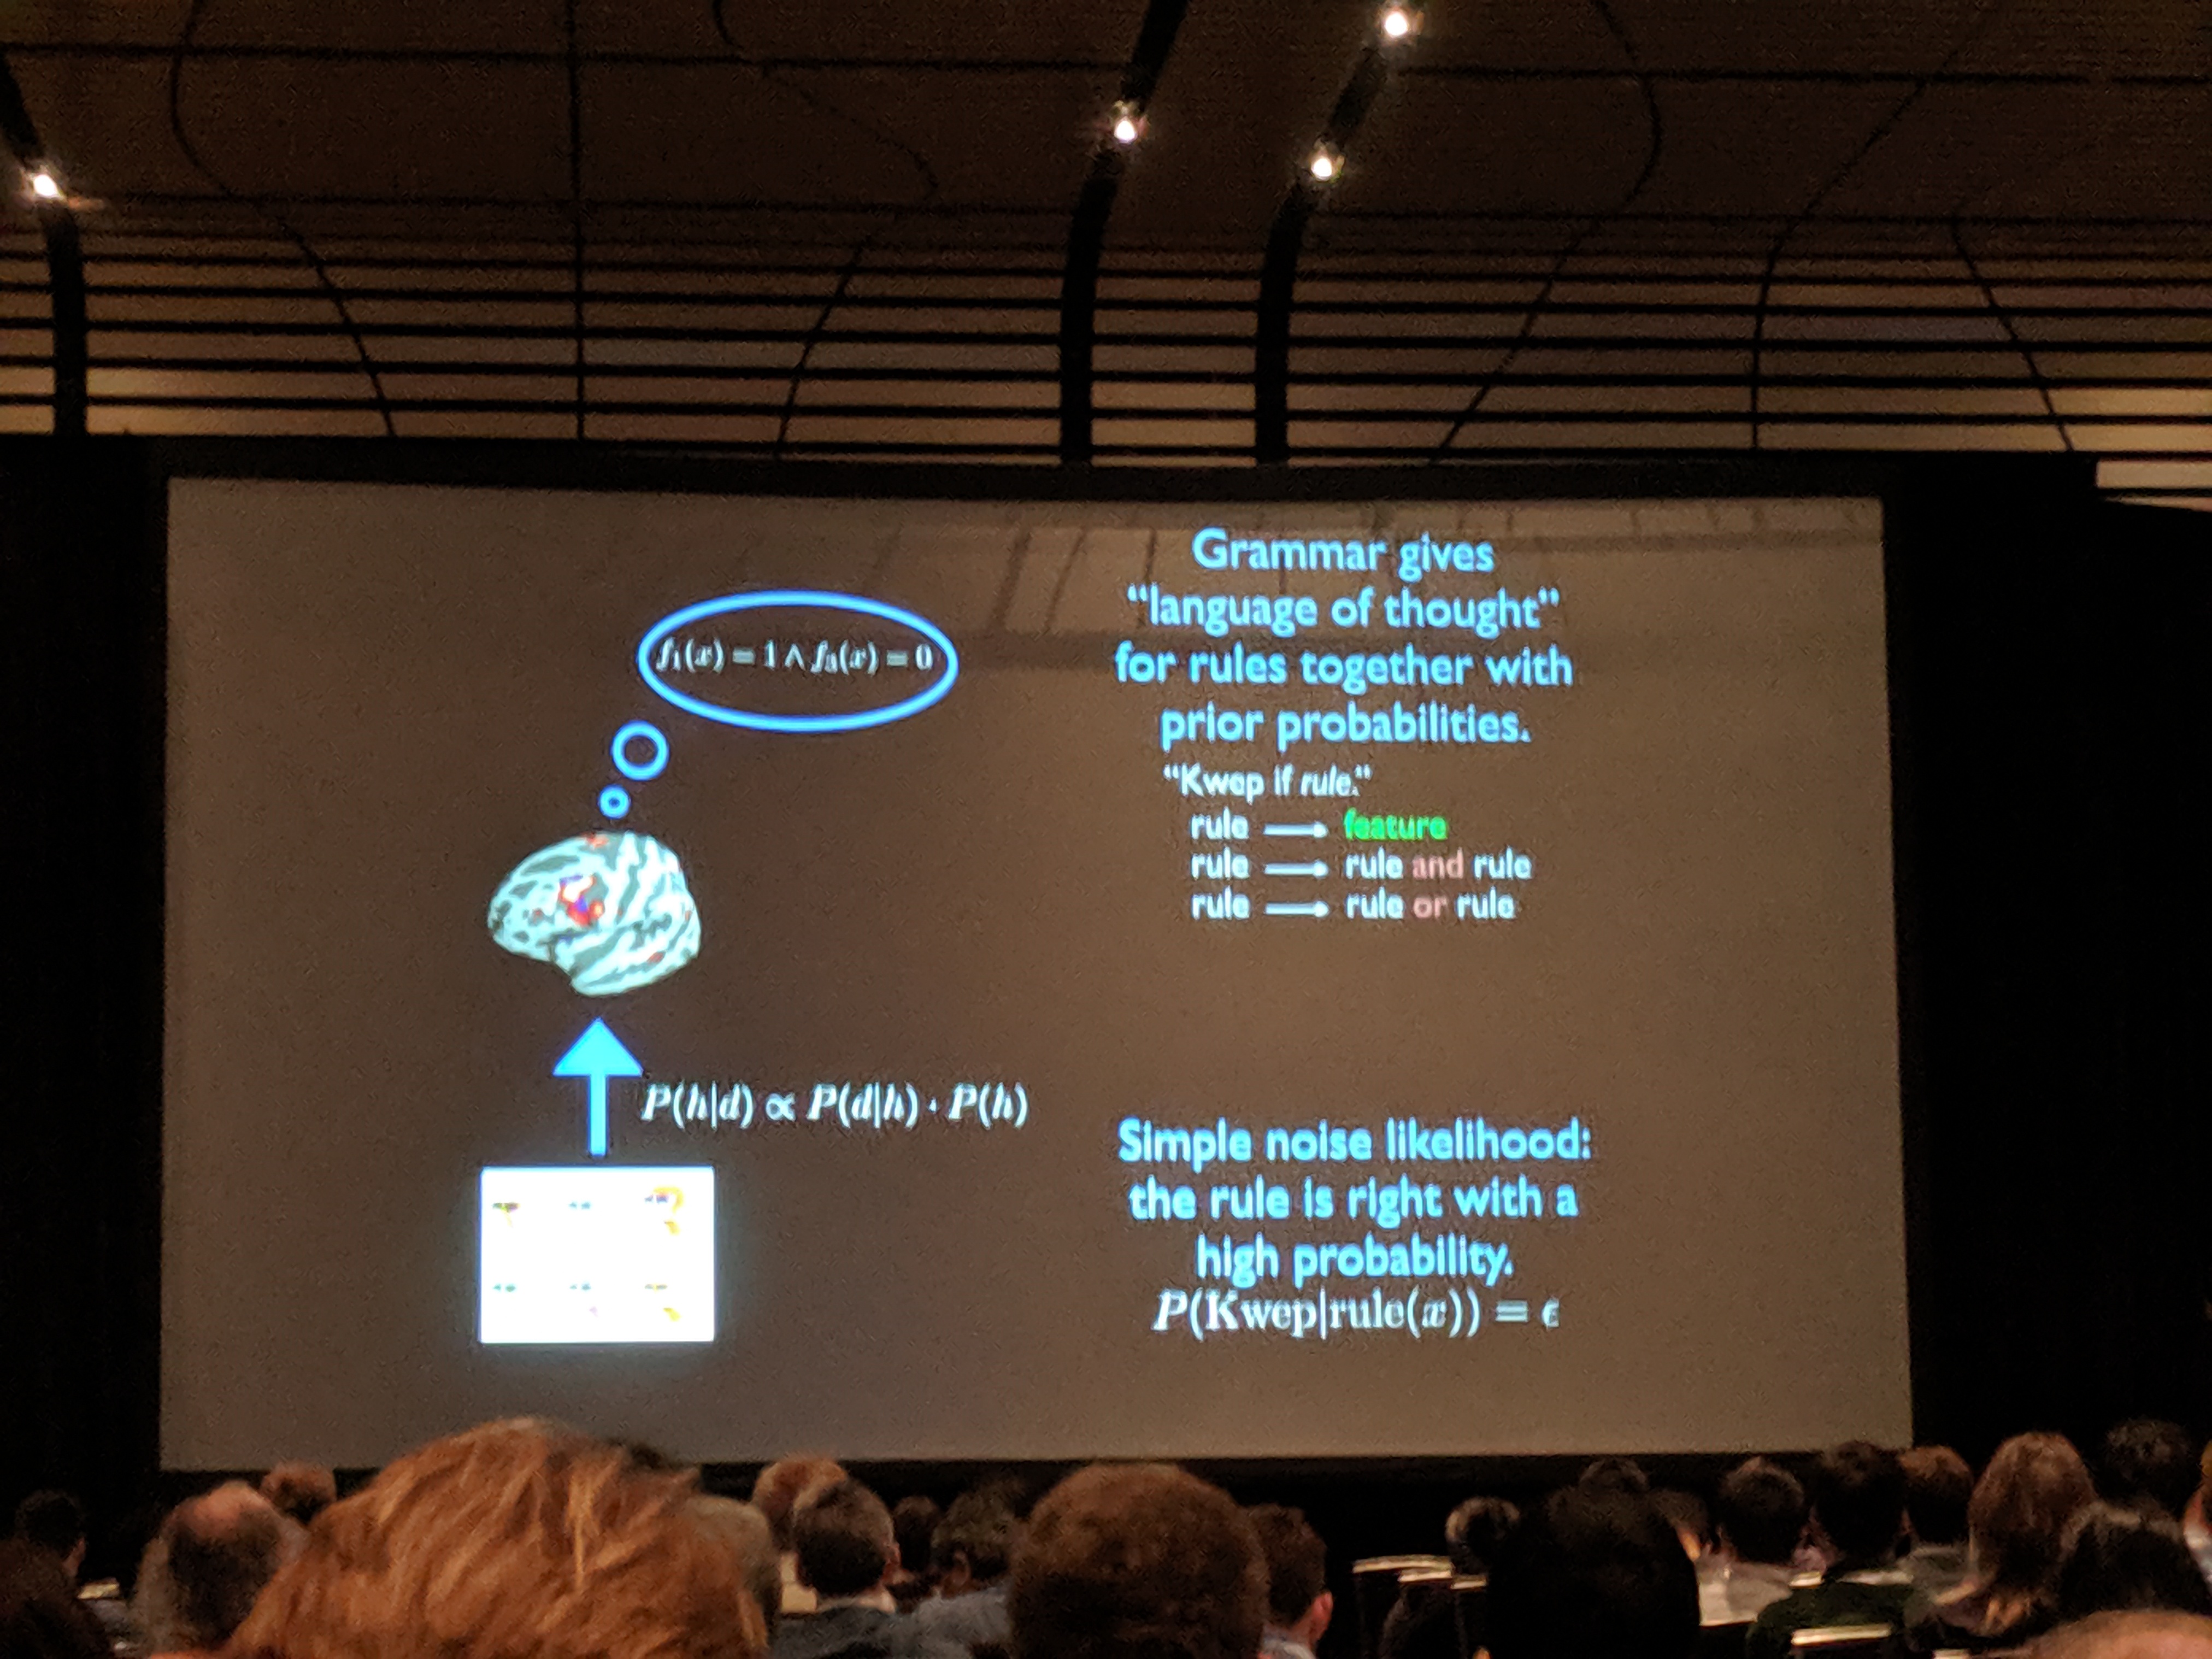 f₁(x) = 1 ∧ f₃(x) = 0
P(h|d) ∝ P(d|h) · P(h)
Grammar gives
“language of thought”
for rules together with
prior probabilities.
“Kwep if rule.”
rule ⟶ feature
rule ⟶ rule and rule
rule ⟶ rule or rule
Simple noise likelihood:
the rule is right with a
high probability.
P(Kwep|rule(x)) = ϵ